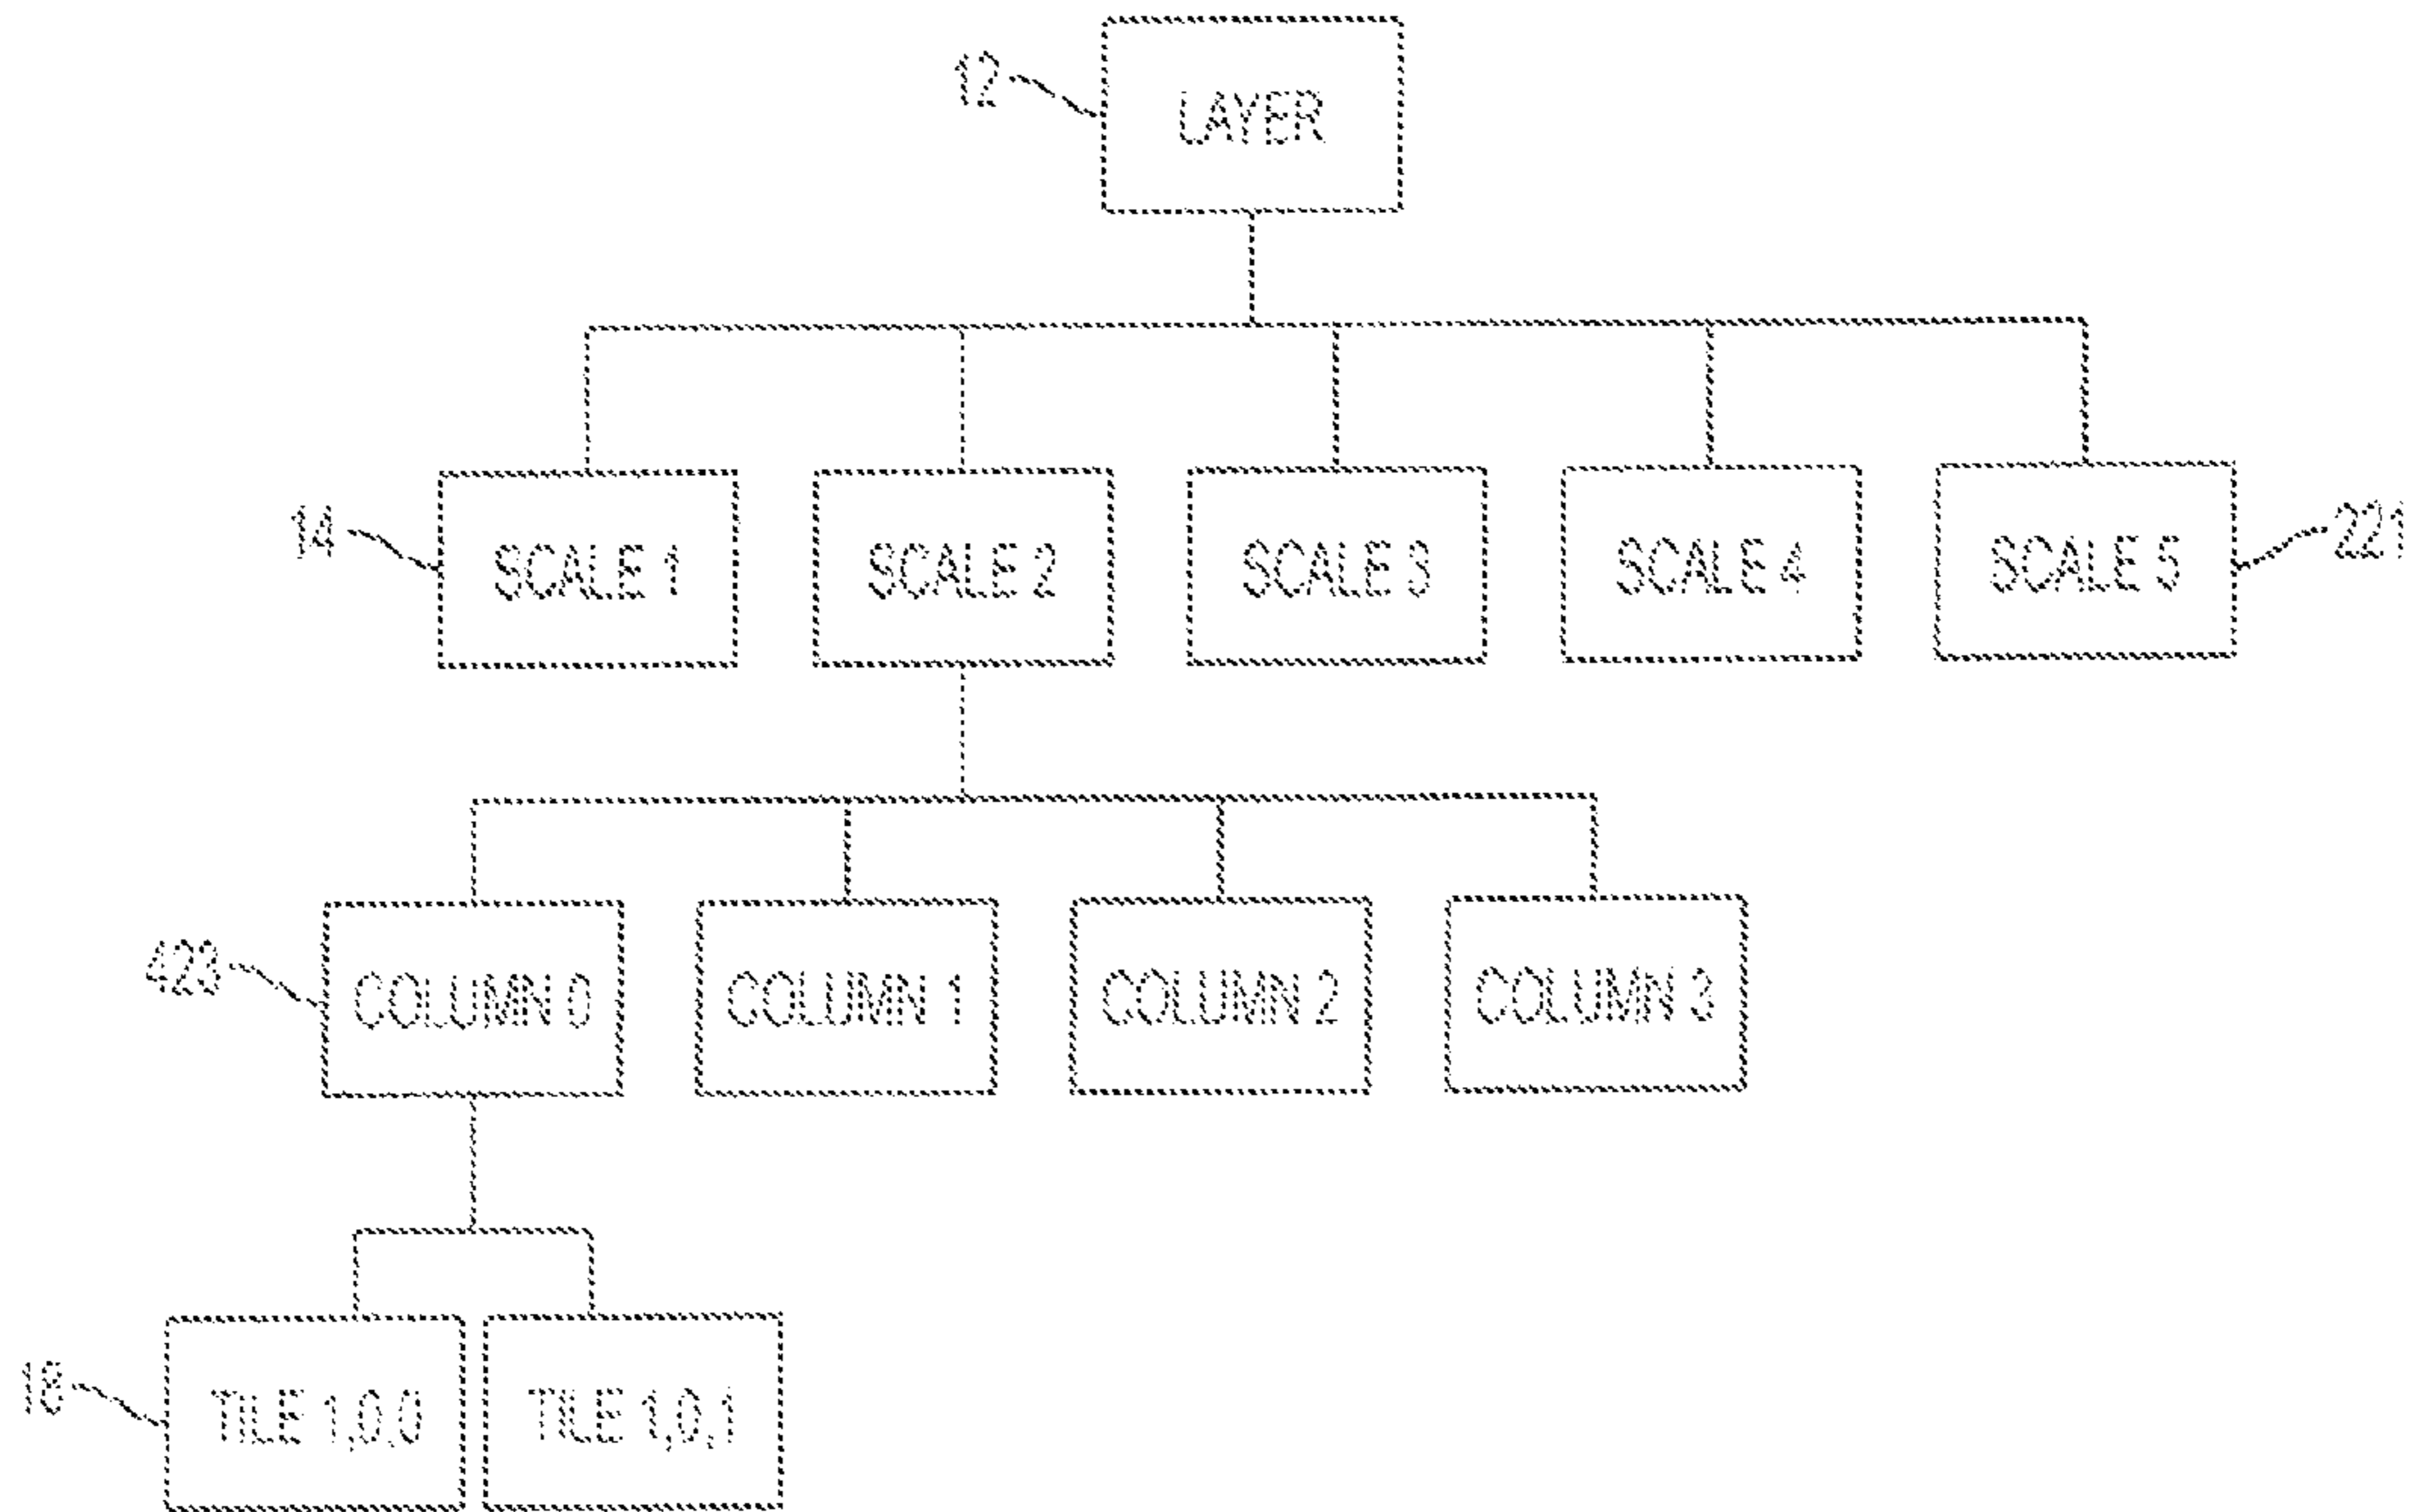 12
LAYER
14
SCALE 1
SCALE 2
SCALE 3
SCALE 4
SCALE 5
221
423
COLUMN 0
COLUMN 1
COLUMN 2
COLUMN 3
18
TILE 1,0,0
TILE 1,0,1